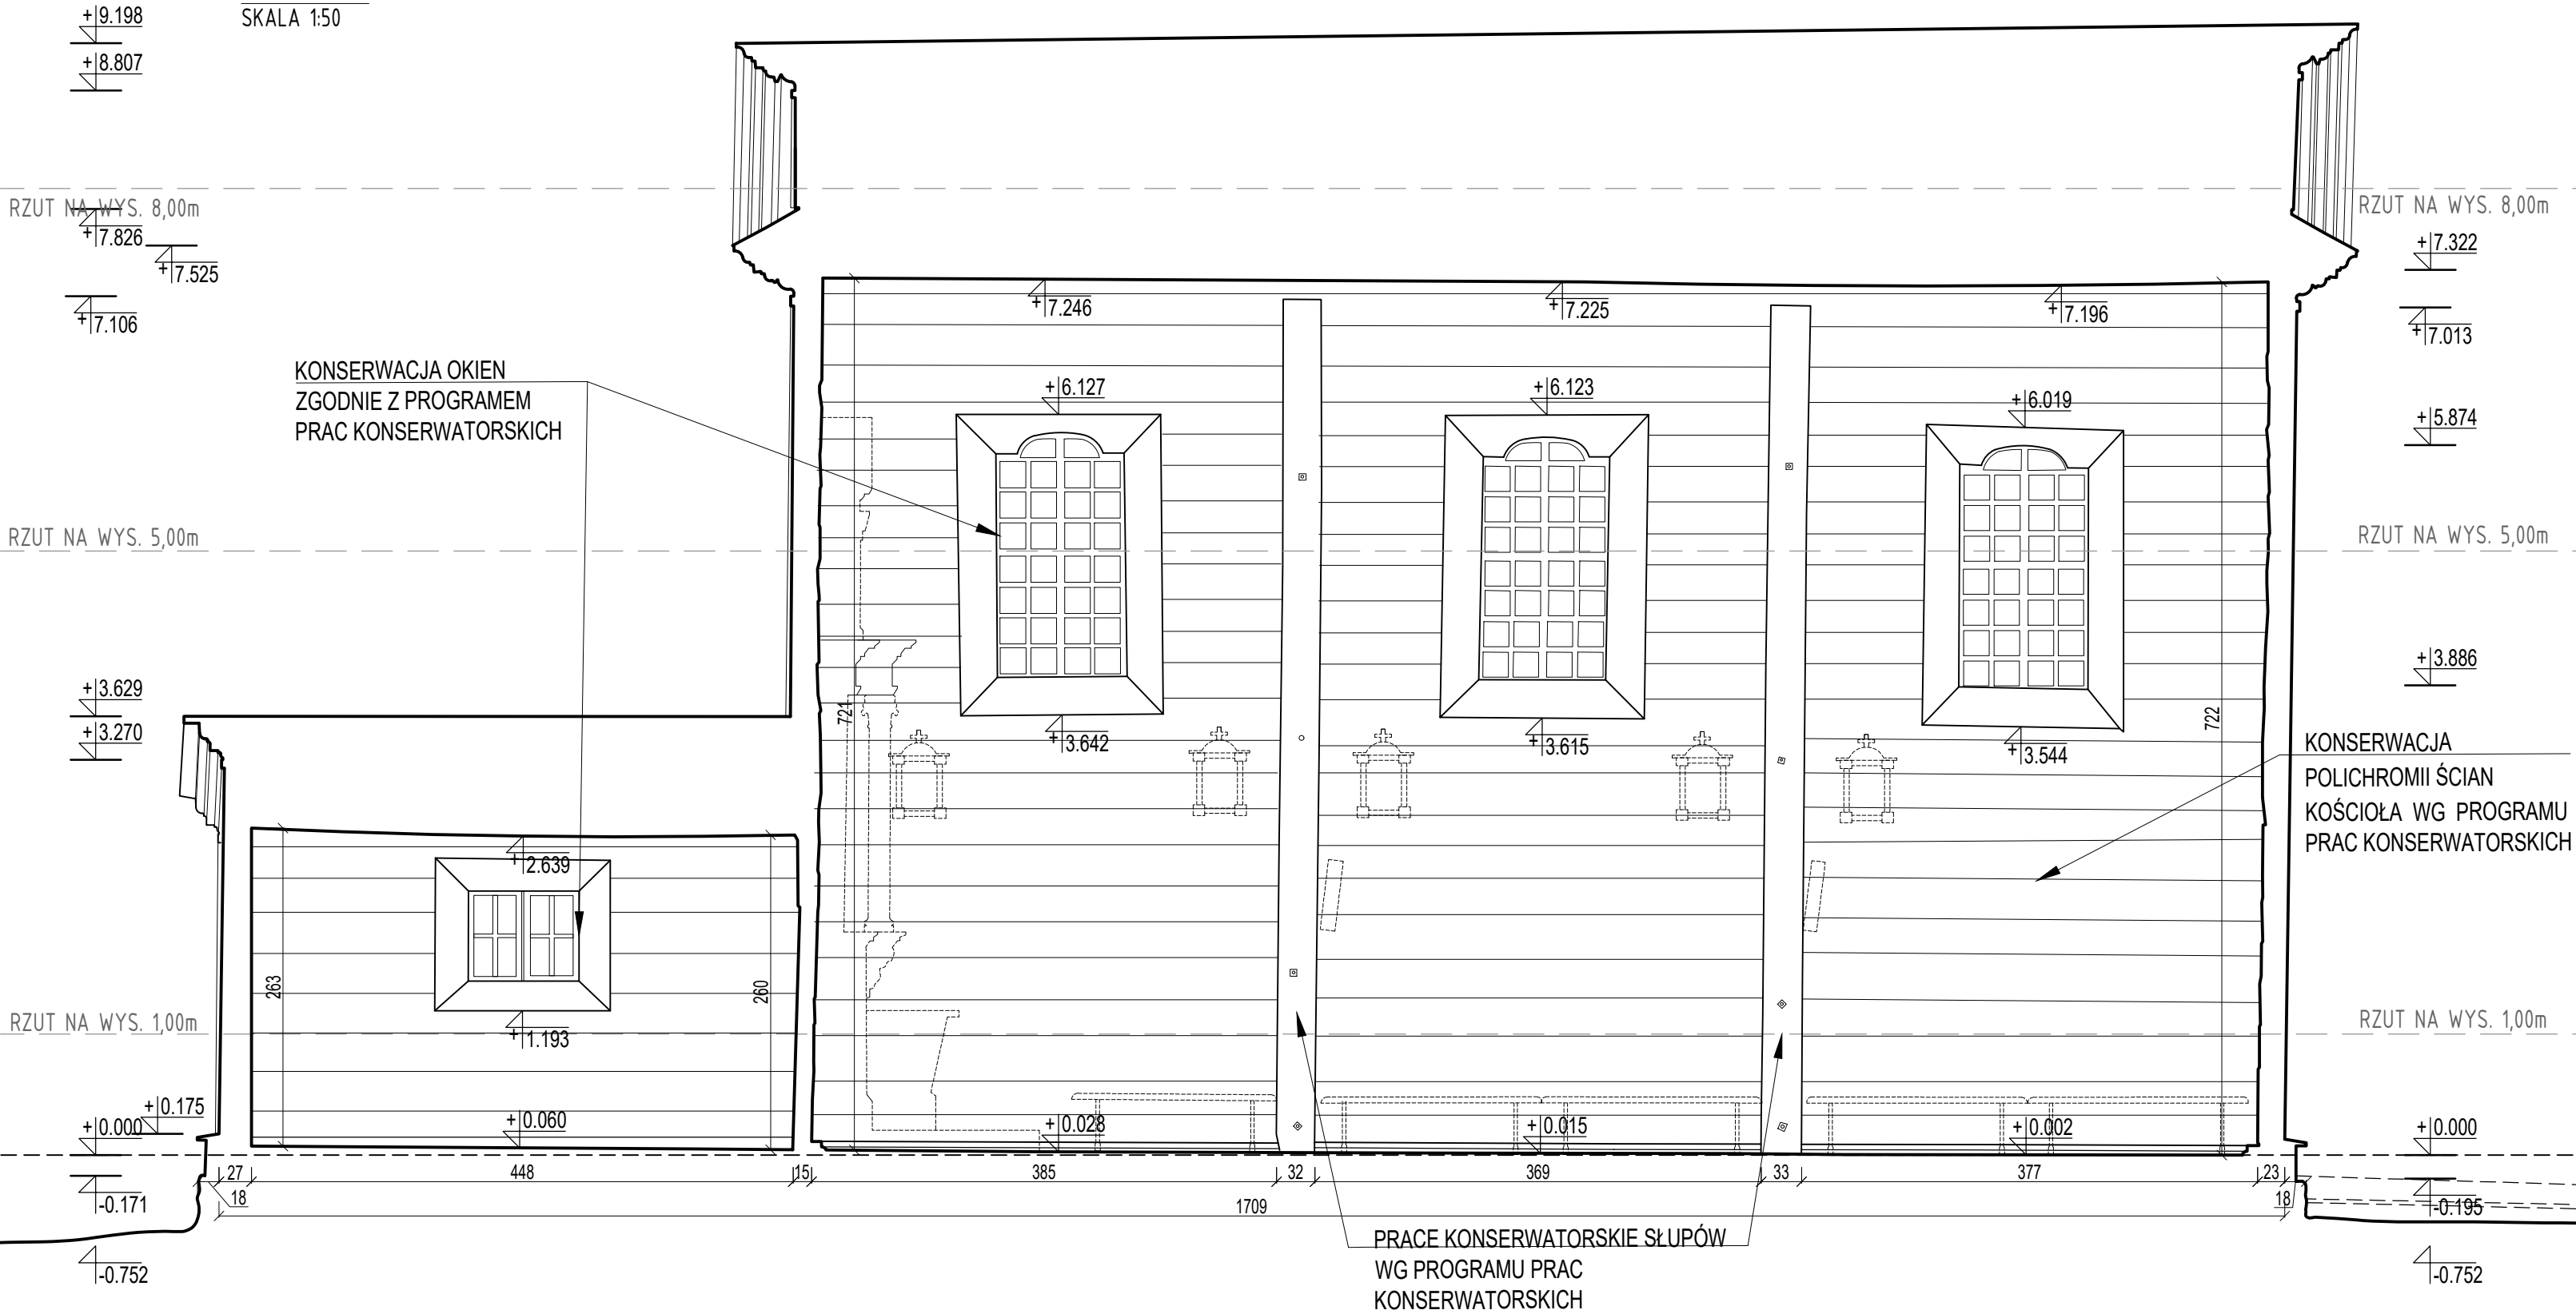 +9.198
SKALA 1:50
+8.807
RZUT NA WYS. 8,00m
RZUT NA WYS. 8,00m
+7.826
+7.525
+7.106
+7.322
+7.013
+7.246
+7.225
+7.196
KONSERWACJA OKIEN
ZGODNIE Z PROGRAMEM
PRAC KONSERWATORSKICH
+6.127
+6.123
+6.019
+5.874
RZUT NA WYS. 5,00m
RZUT NA WYS. 5,00m
+3.629
+3.270
+3.886
721
722
+3.642
+3.615
+3.544
KONSERWACJA
POLICHROMII ŚCIAN
KOŚCIOŁA WG PROGRAMU
PRAC KONSERWATORSKICH
+2.639
263
260
RZUT NA WYS. 1,00m
RZUT NA WYS. 1,00m
+1.193
+0.175
+0.000
+0.060
+0.028
+0.015
+0.002
+0.000
27
448
15
385
32
369
33
377
23
18
18
1709
-0.171
-0.195
PRACE KONSERWATORSKIE SŁUPÓW
WG PROGRAMU PRAC
KONSERWATORSKICH
-0.752
-0.752